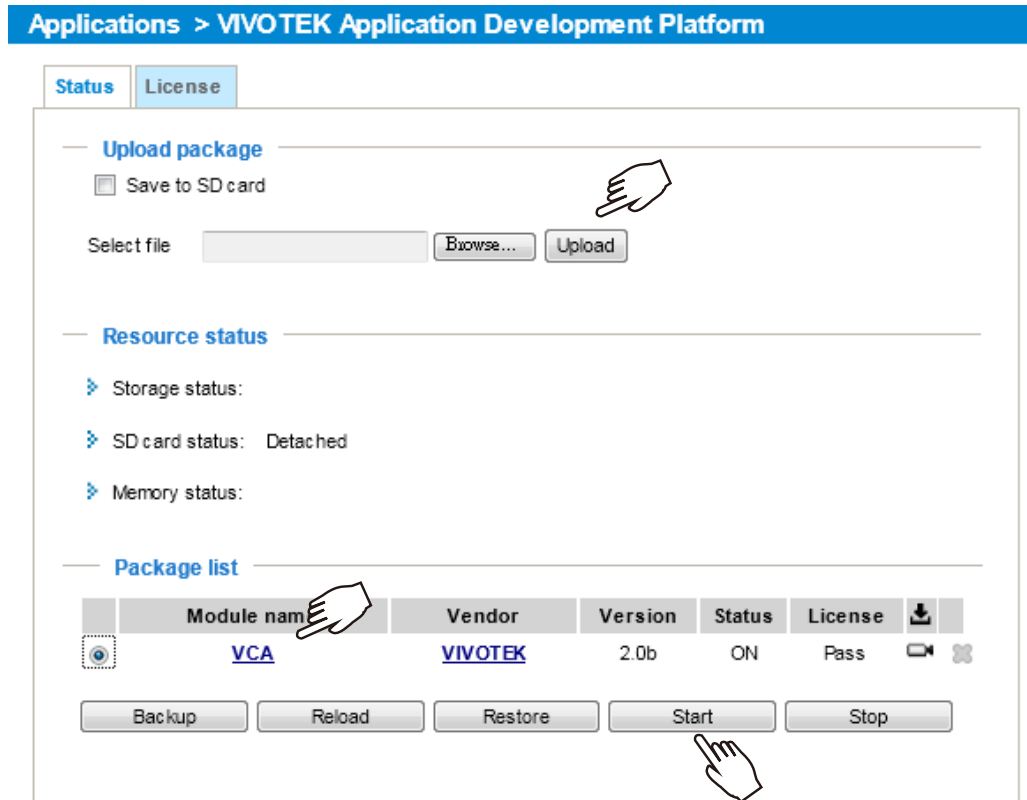 Applications > VIVOTEK Application Development Platform
Status License
Upload package
Save to SD card
Select file Browse... Upload
Resource status
Storage status:
SD card status: Detached
Memory status:
Package list
Module nam Vendor Version Status License
VCA VIVOTEK 2.0b ON Pass
Backup Reload Restore Start Stop